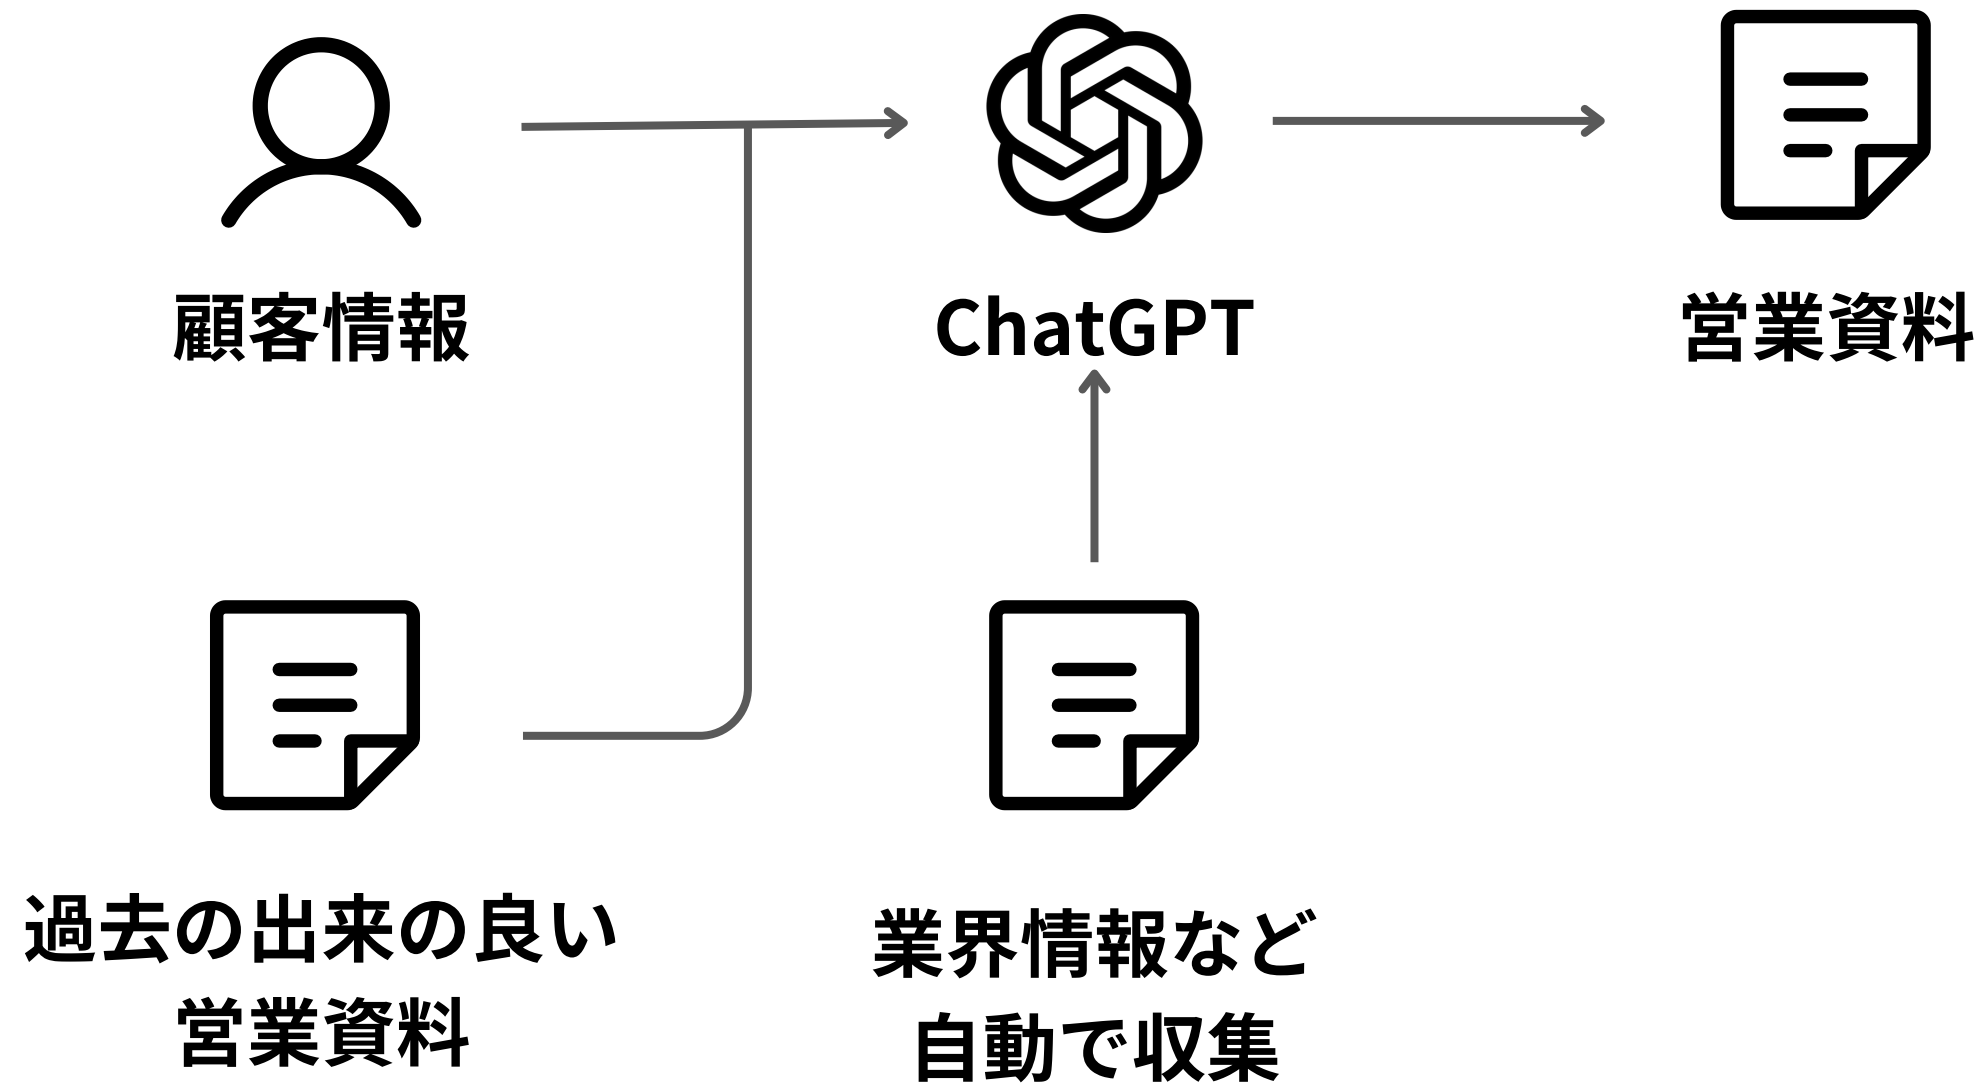 顧客情報
ChatGPT
営業資料
過去の出来の良い
営業資料
業界情報など
自動で収集